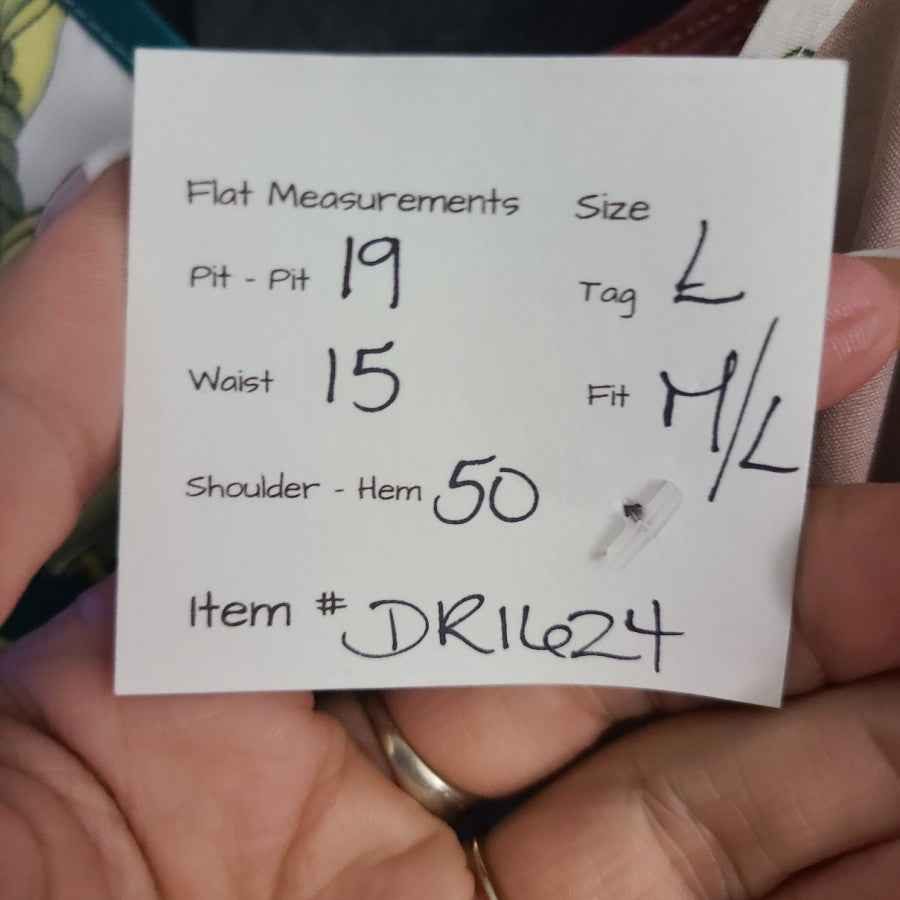 Flat Measurements
Pit - Pit 19
Waist 15
Shoulder - Hem 50
Size
Tag L
Fit M/L
Item # DR1624